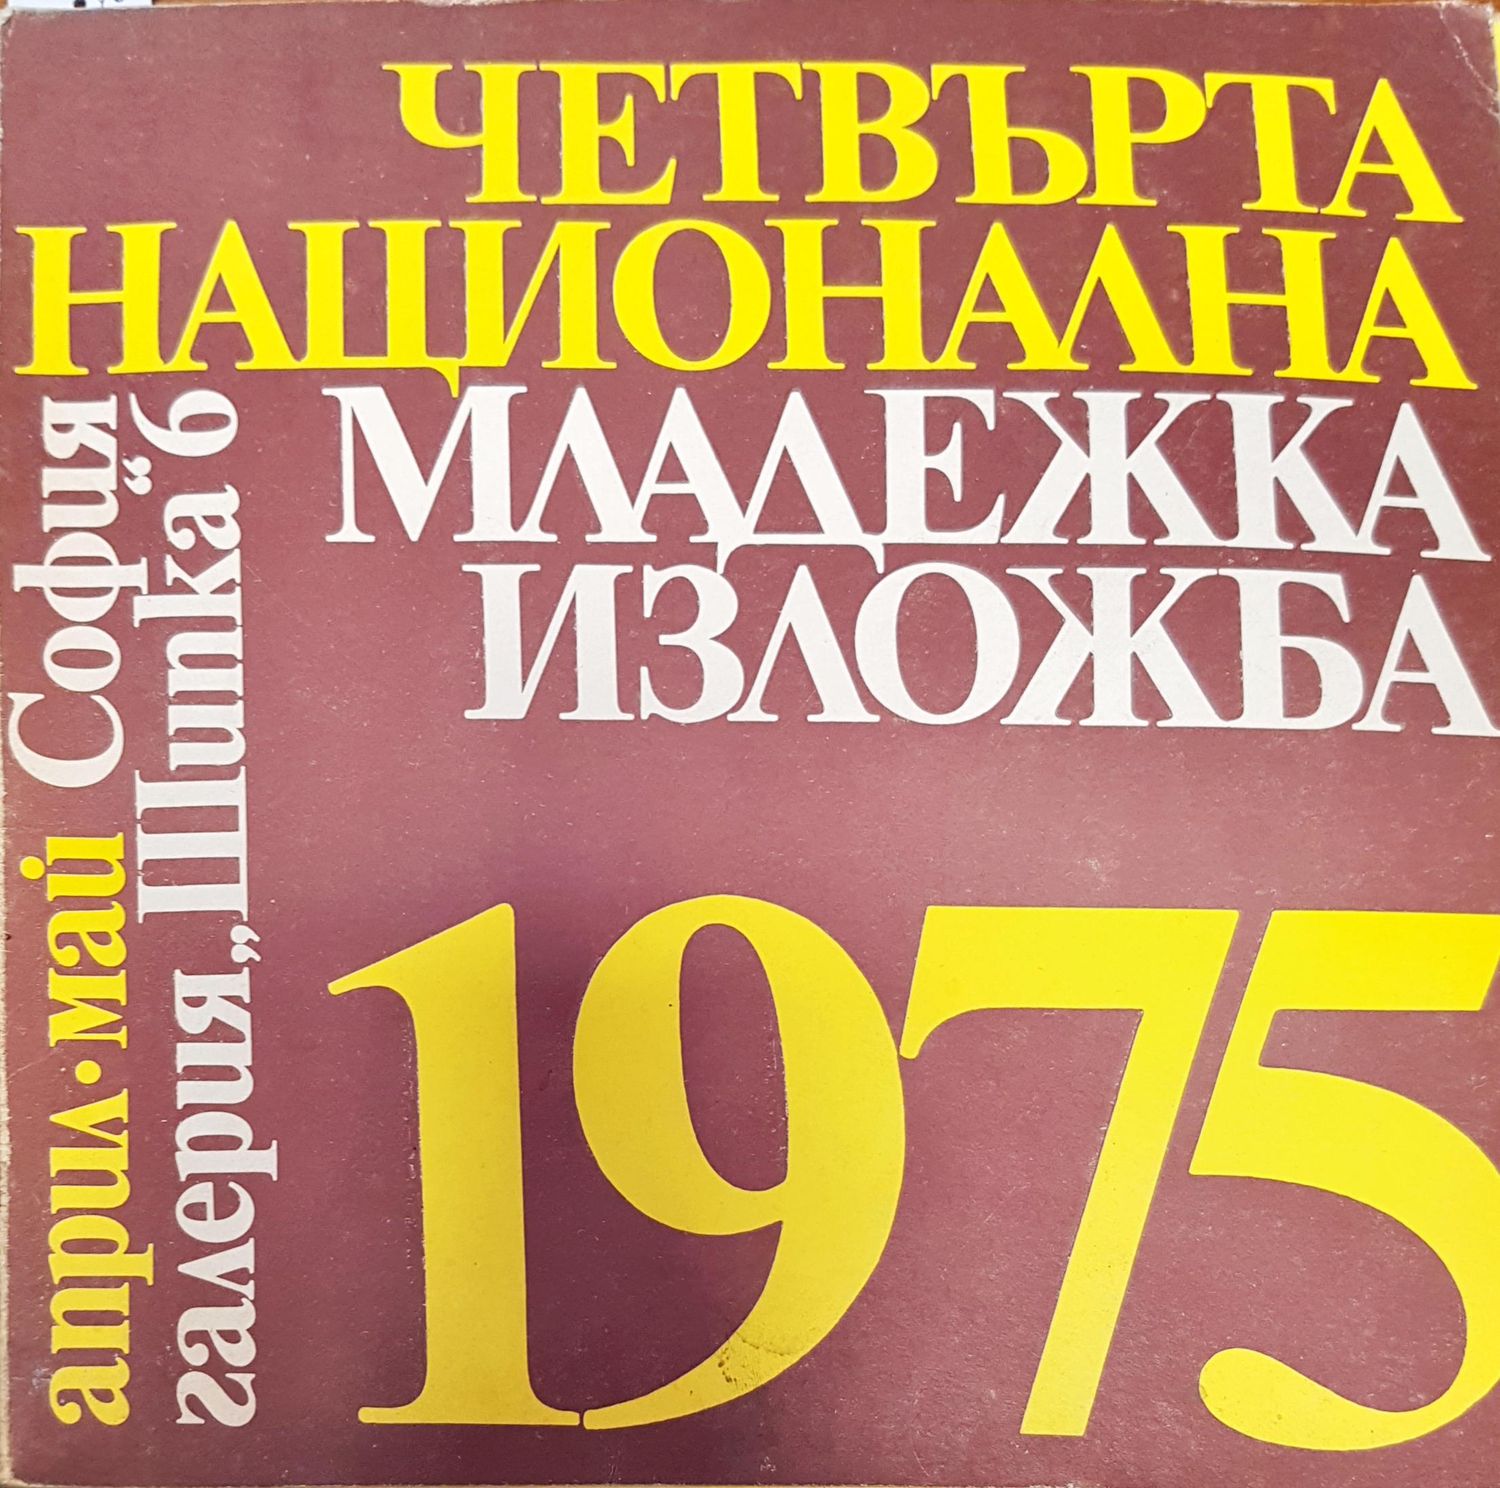 ЧЕТВЪРТА
НАЦИОНАЛНА
МЛАДЕЖКА
ИЗЛОЖБА
1975
април · май София
галерия „Шипка“ 6